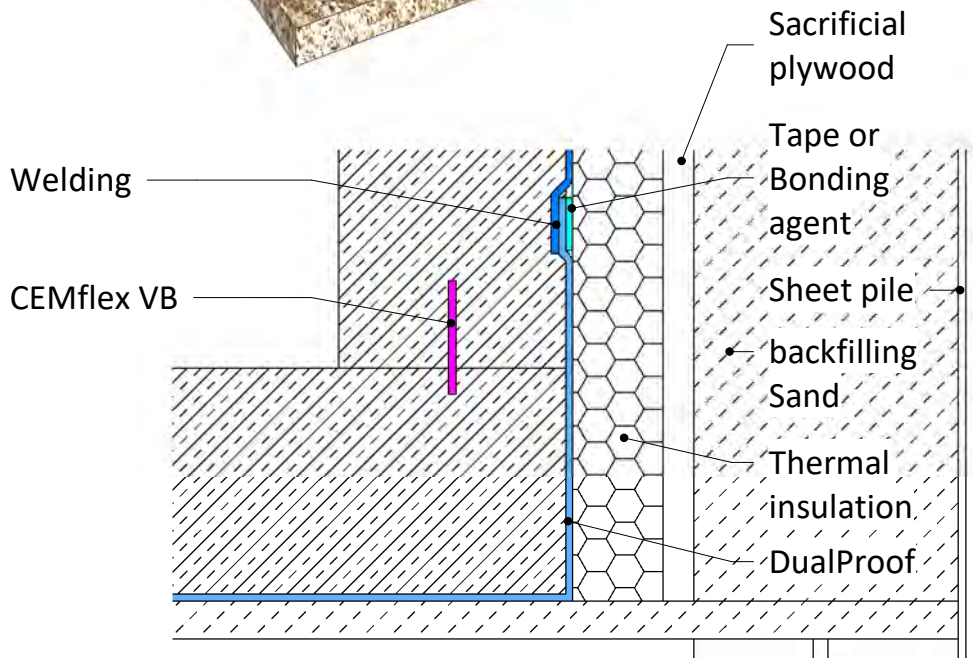 Sacrificial
plywood
Tape or
Bonding
agent
Welding
CEMflex VB
Sheet pile
backfilling
Sand
Thermal
insulation
DualProof